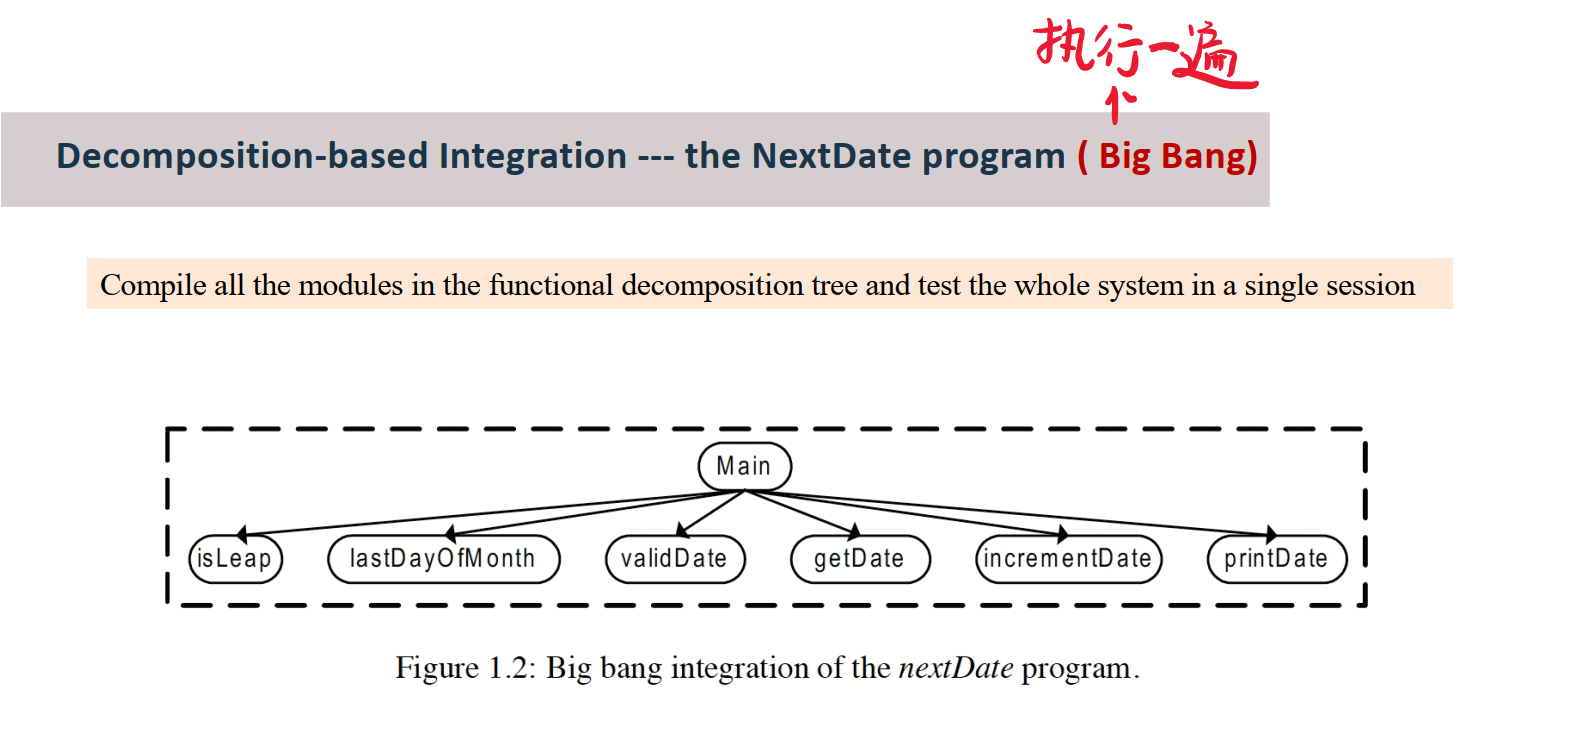 执行一遍
Decomposition-based Integration --- the NextDate program ( Big Bang)
Compile all the modules in the functional decomposition tree and test the whole system in a single session
Main
isLeap lastDayOfMonth validDate getDate incrementDate printDate
Figure 1.2: Big bang integration of the nextDate program.